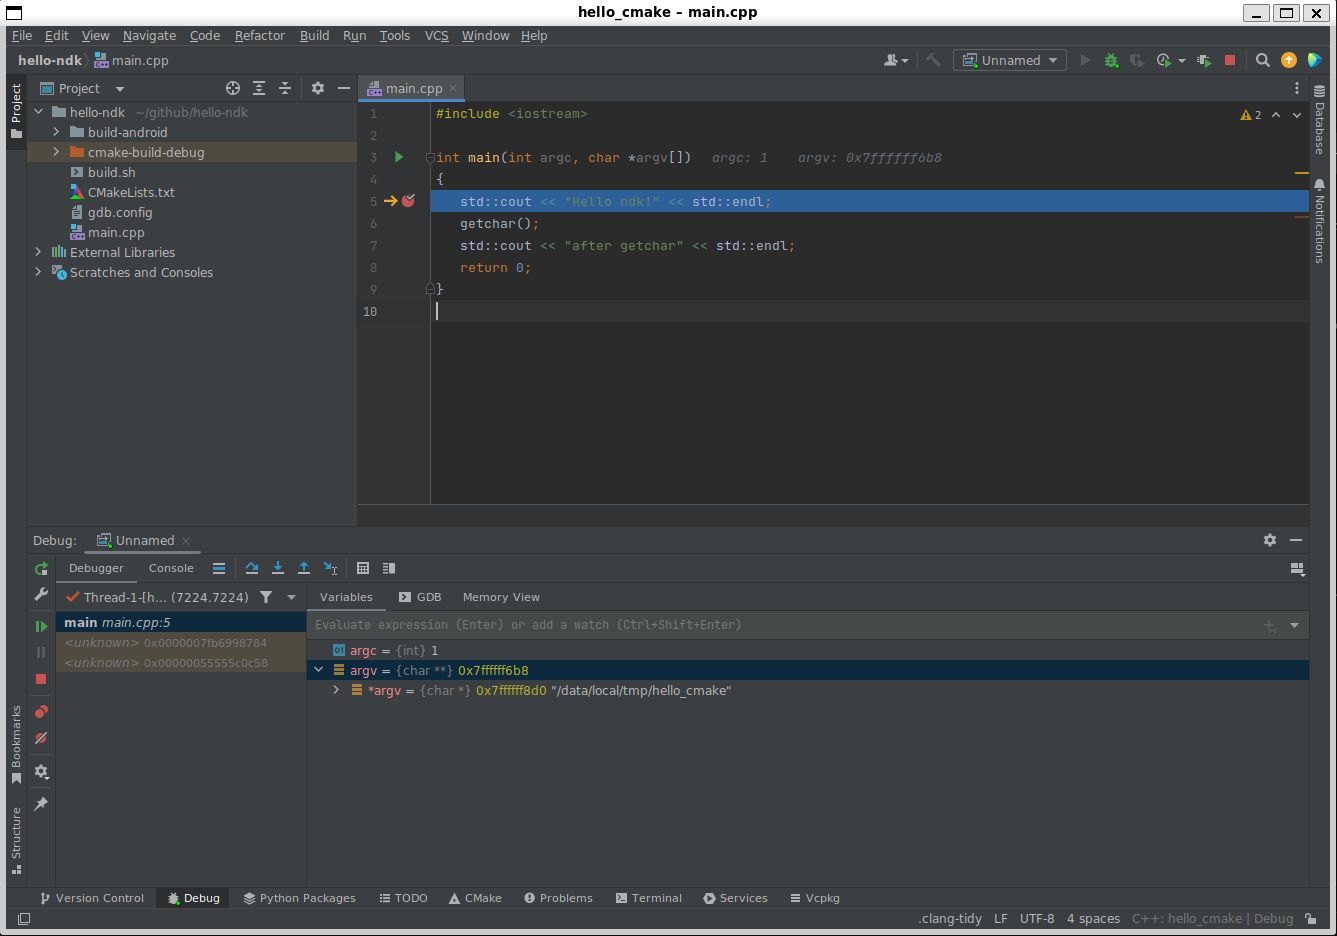 hello_cmake – main.cpp
File Edit View Navigate Code Refactor Build Run Tools VCS Window Help
hello-ndk main.cpp
Unnamed
Project
Project
main.cpp
hello-ndk ~/github/hello-ndk
build-android
cmake-build-debug
build.sh
CMakeLists.txt
gdb.config
main.cpp
External Libraries
Scratches and Consoles
2
1 #include <iostream>
2
3 int main(int argc, char *argv[]) argc: 1 argv: 0x7ffffff6b8
4 {
5 std::cout << "Hello ndk!" << std::endl;
6 getchar();
7 std::cout << "after getchar" << std::endl;
8 return 0;
9 }
10
Database
Notifications
Debug: Unnamed
Debugger Console
Thread-1-[h... (7224.7224)
Variables GDB Memory View
main main.cpp:5
<unknown> 0x0000007fb6998784
<unknown> 0x00000055555c0c58
Evaluate expression (Enter) or add a watch (Ctrl+Shift+Enter)
argc = {int} 1
argv = {char **} 0x7ffffff6b8
*argv = {char *} 0x7ffffff8d0 "/data/local/tmp/hello_cmake"
Bookmarks
Structure
Version Control Debug Python Packages TODO CMake Problems Terminal Services Vcpkg
.clang-tidy LF UTF-8 4 spaces C++: hello_cmake | Debug